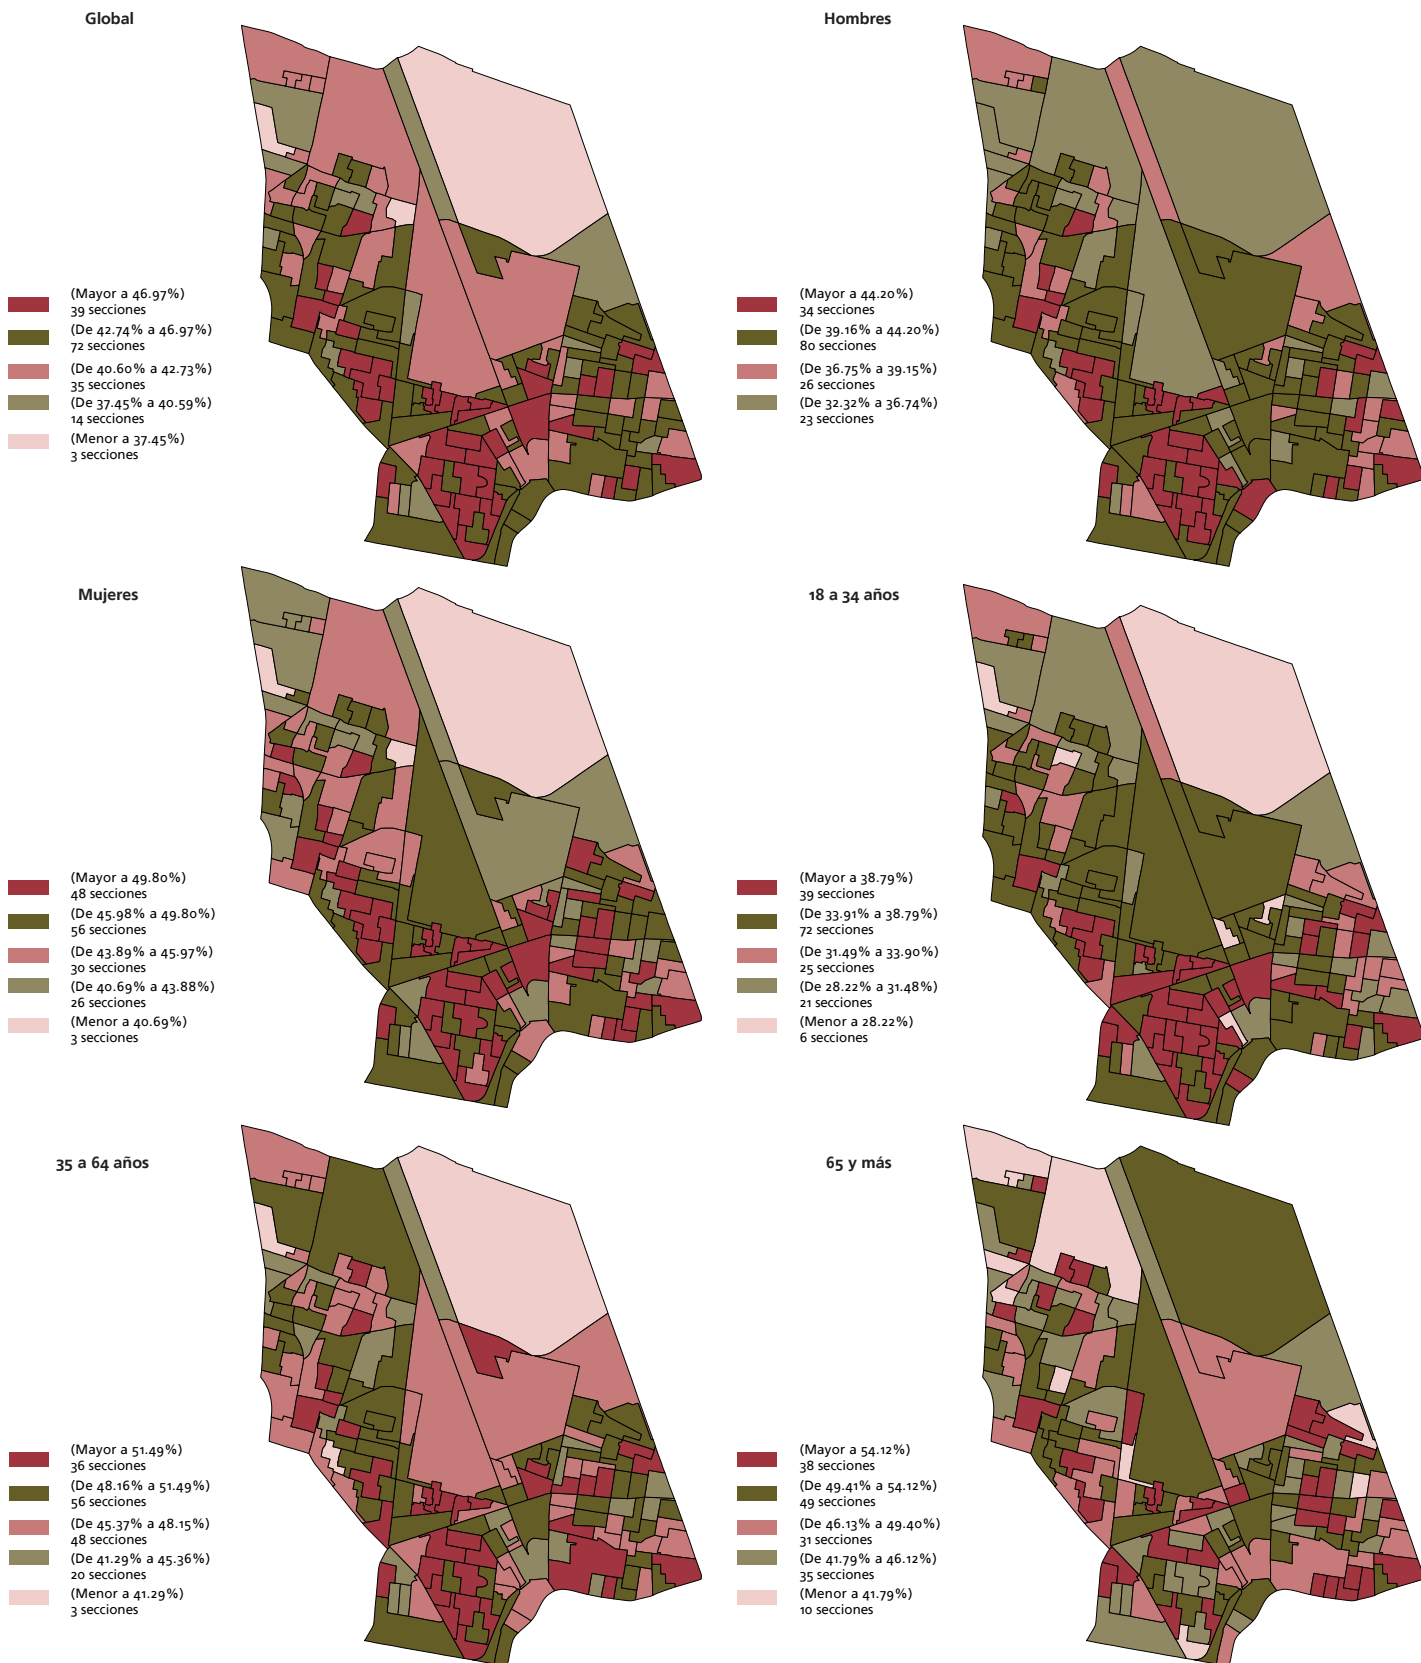 Global
(Mayor a 46.97%)
39 secciones
(De 42.74% a 46.97%)
72 secciones
(De 40.60% a 42.73%)
35 secciones
(De 37.45% a 40.59%)
14 secciones
(Menor a 37.45%)
3 secciones
Hombres
(Mayor a 44.20%)
34 secciones
(De 39.16% a 44.20%)
80 secciones
(De 36.75% a 39.15%)
26 secciones
(De 32.32% a 36.74%)
23 secciones
Mujeres
(Mayor a 49.80%)
48 secciones
(De 45.98% a 49.80%)
56 secciones
(De 43.89% a 45.97%)
30 secciones
(De 40.69% a 43.88%)
26 secciones
(Menor a 40.69%)
3 secciones
18 a 34 años
(Mayor a 38.79%)
39 secciones
(De 33.91% a 38.79%)
72 secciones
(De 31.49% a 33.90%)
25 secciones
(De 28.22% a 31.48%)
21 secciones
(Menor a 28.22%)
6 secciones
35 a 64 años
(Mayor a 51.49%)
36 secciones
(De 48.16% a 51.49%)
56 secciones
(De 45.37% a 48.15%)
48 secciones
(De 41.29% a 45.36%)
20 secciones
(Menor a 41.29%)
3 secciones
65 y más
(Mayor a 54.12%)
38 secciones
(De 49.41% a 54.12%)
49 secciones
(De 46.13% a 49.40%)
31 secciones
(De 41.79% a 46.12%)
35 secciones
(Menor a 41.79%)
10 secciones